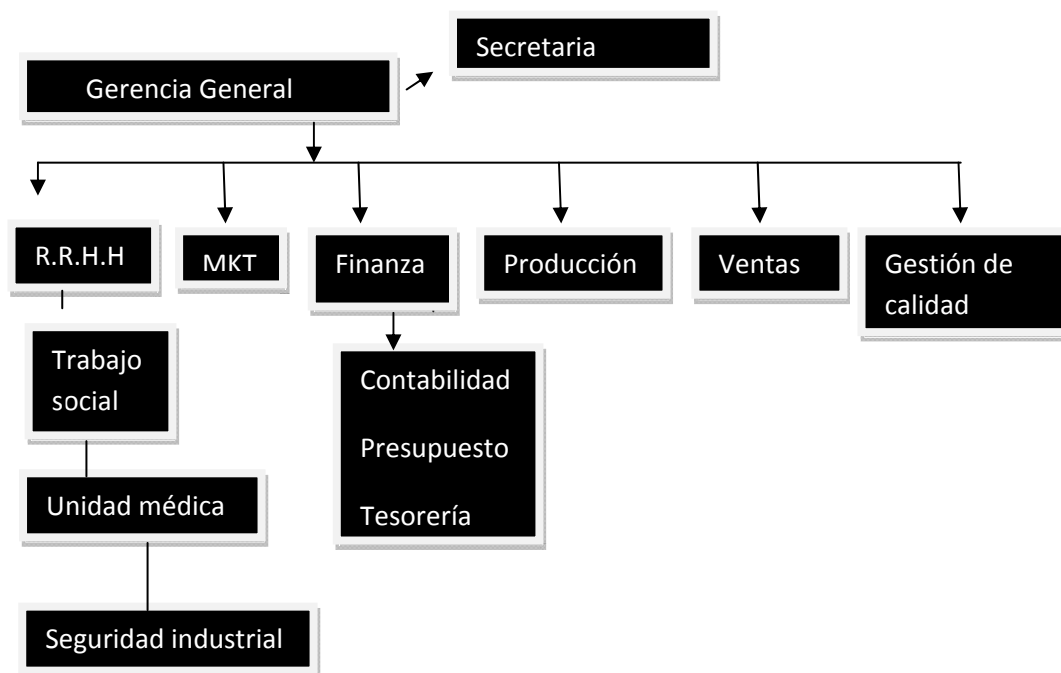 Secretaria
Gerencia General
R.R.H.H
MKT
Finanza
Producción
Ventas
Gestión de
calidad
Trabajo
social
Contabilidad
Presupuesto
Tesorería
Unidad médica
Seguridad industrial